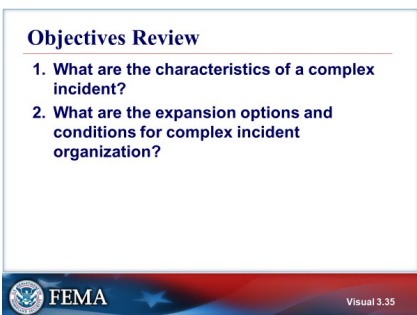 Objectives Review
1. What are the characteristics of a complex
incident?
2. What are the expansion options and
conditions for complex incident
organization?
FEMA
Visual 3.35